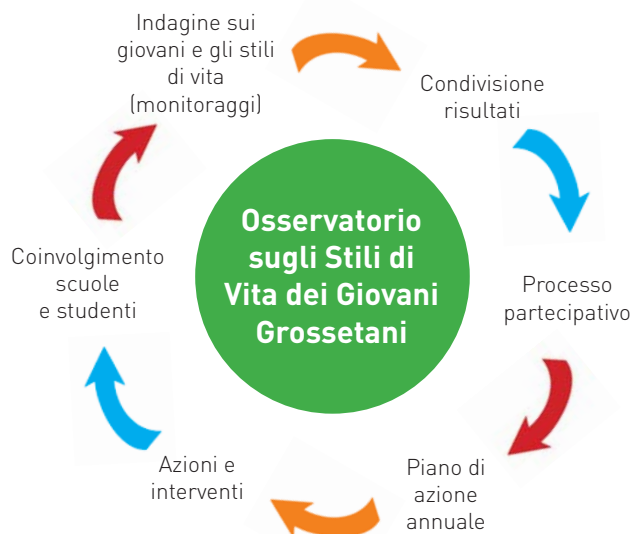 Indagine sui
giovani e gli stili
di vita
(monitoraggi)
Condivisione
risultati
Processo
partecipativo
Piano di
azione
annuale
Azioni e
interventi
Coinvolgimento
scuole
e studenti
Osservatorio
sugli Stili di
Vita dei Giovani
Grossetani